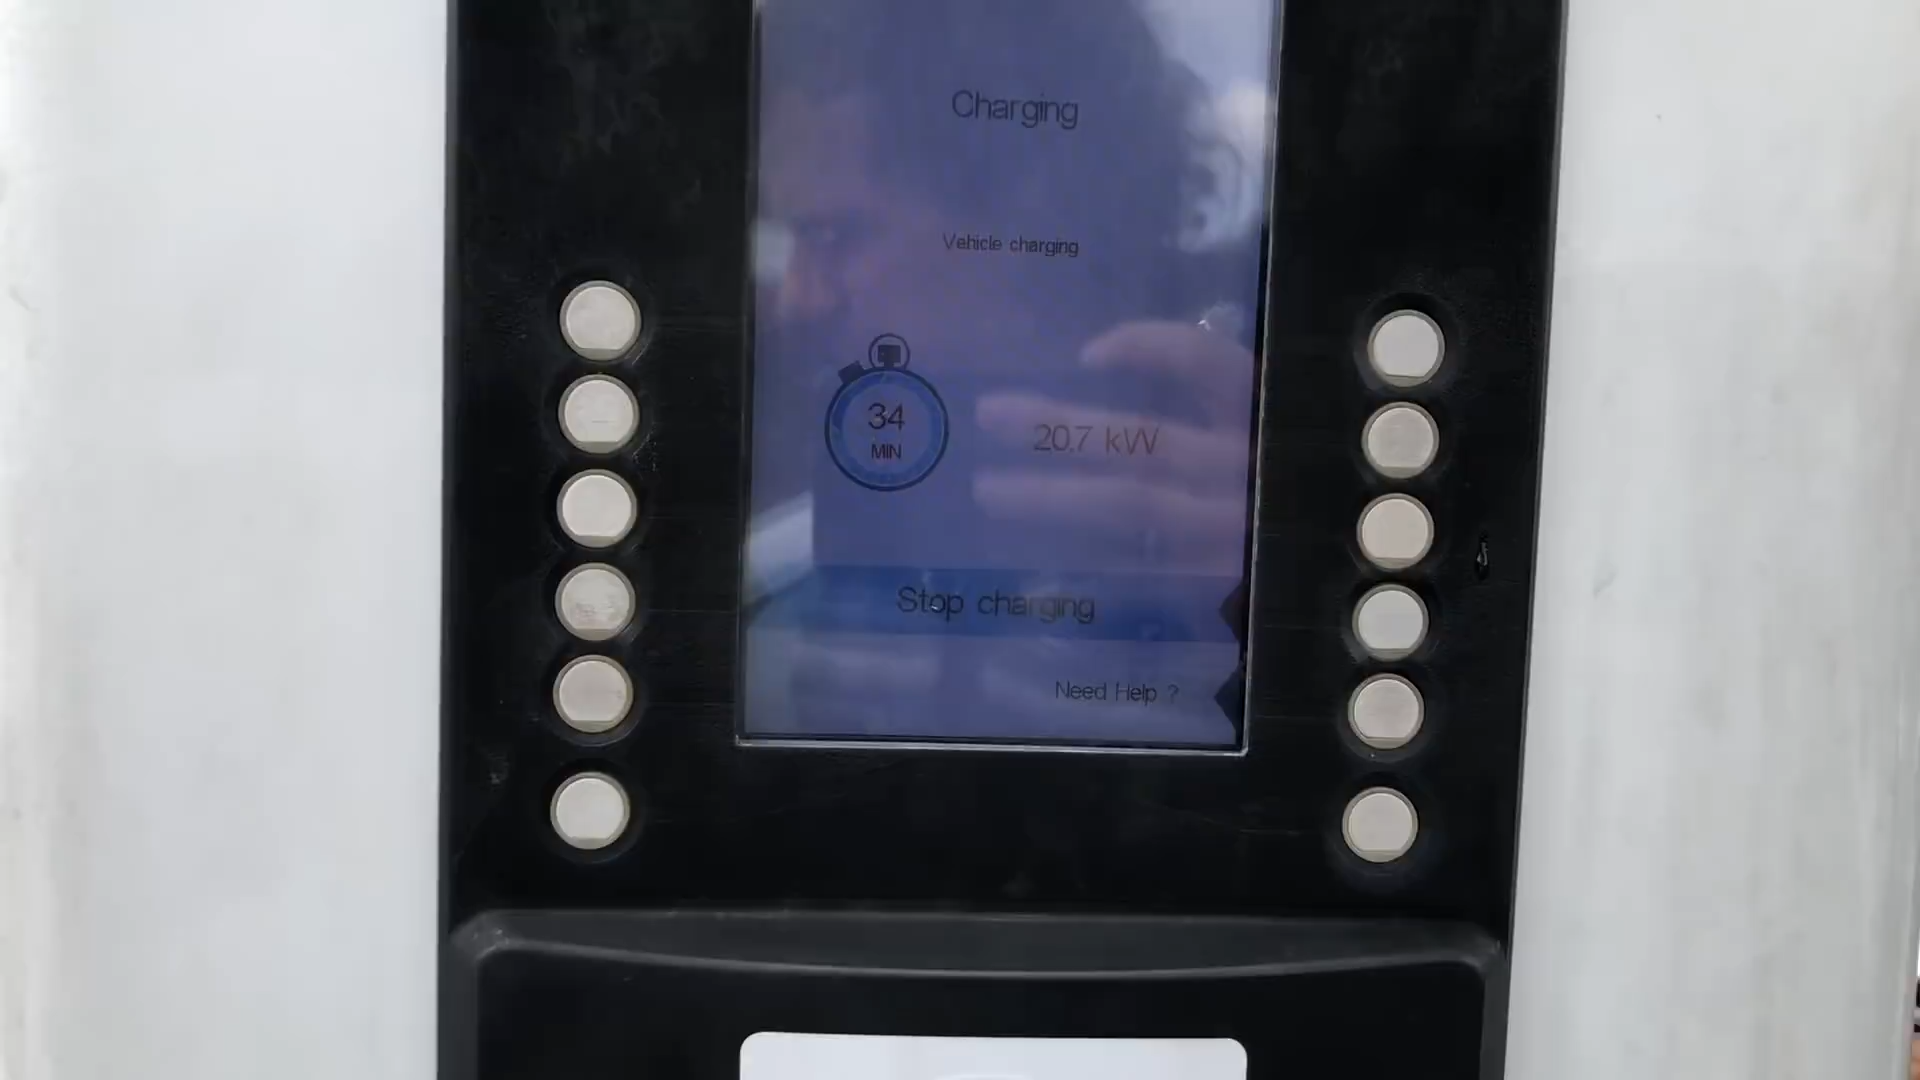 Charging
Vehicle charging
34
MIN
20.7 kW
Stop charging
Need Help ?